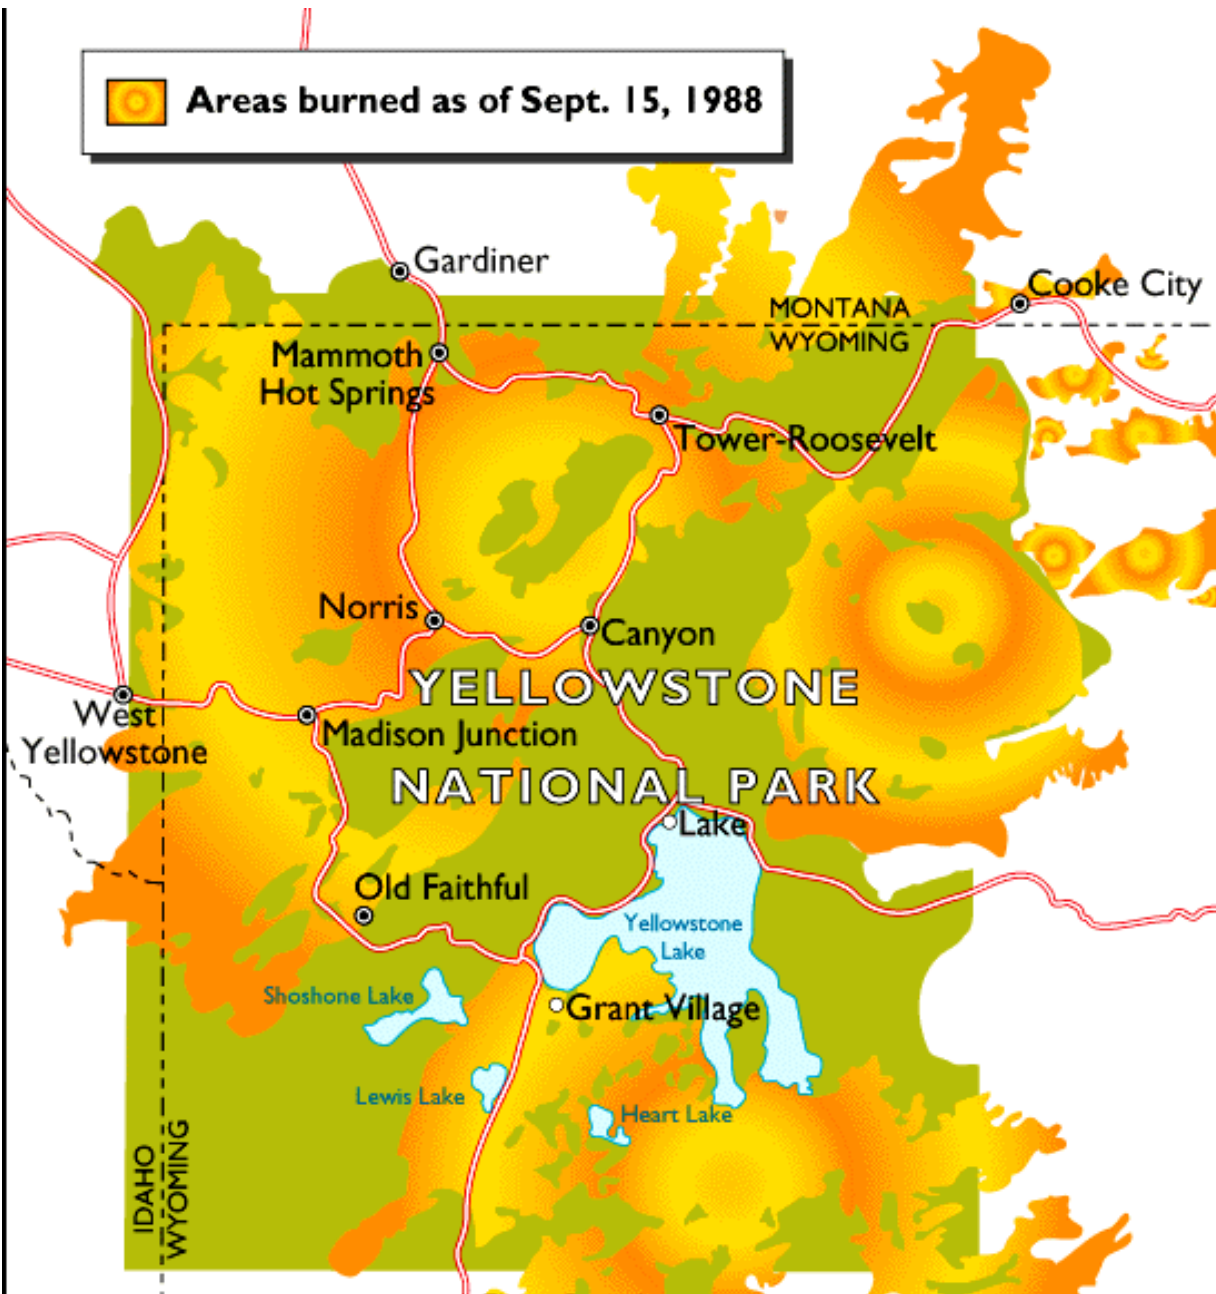 Areas burned as of Sept. 15, 1988
Gardiner
Cooke City
MONTANA
WYOMING
Mammoth
Hot Springs
Tower-Roosevelt
Norris
Canyon
YELLOWSTONE
West
Yellowstone
Madison Junction
NATIONAL PARK
Lake
Old Faithful
Yellowstone
Lake
Shoshone Lake
Grant Village
Lewis Lake
Heart Lake
IDAHO
WYOMING